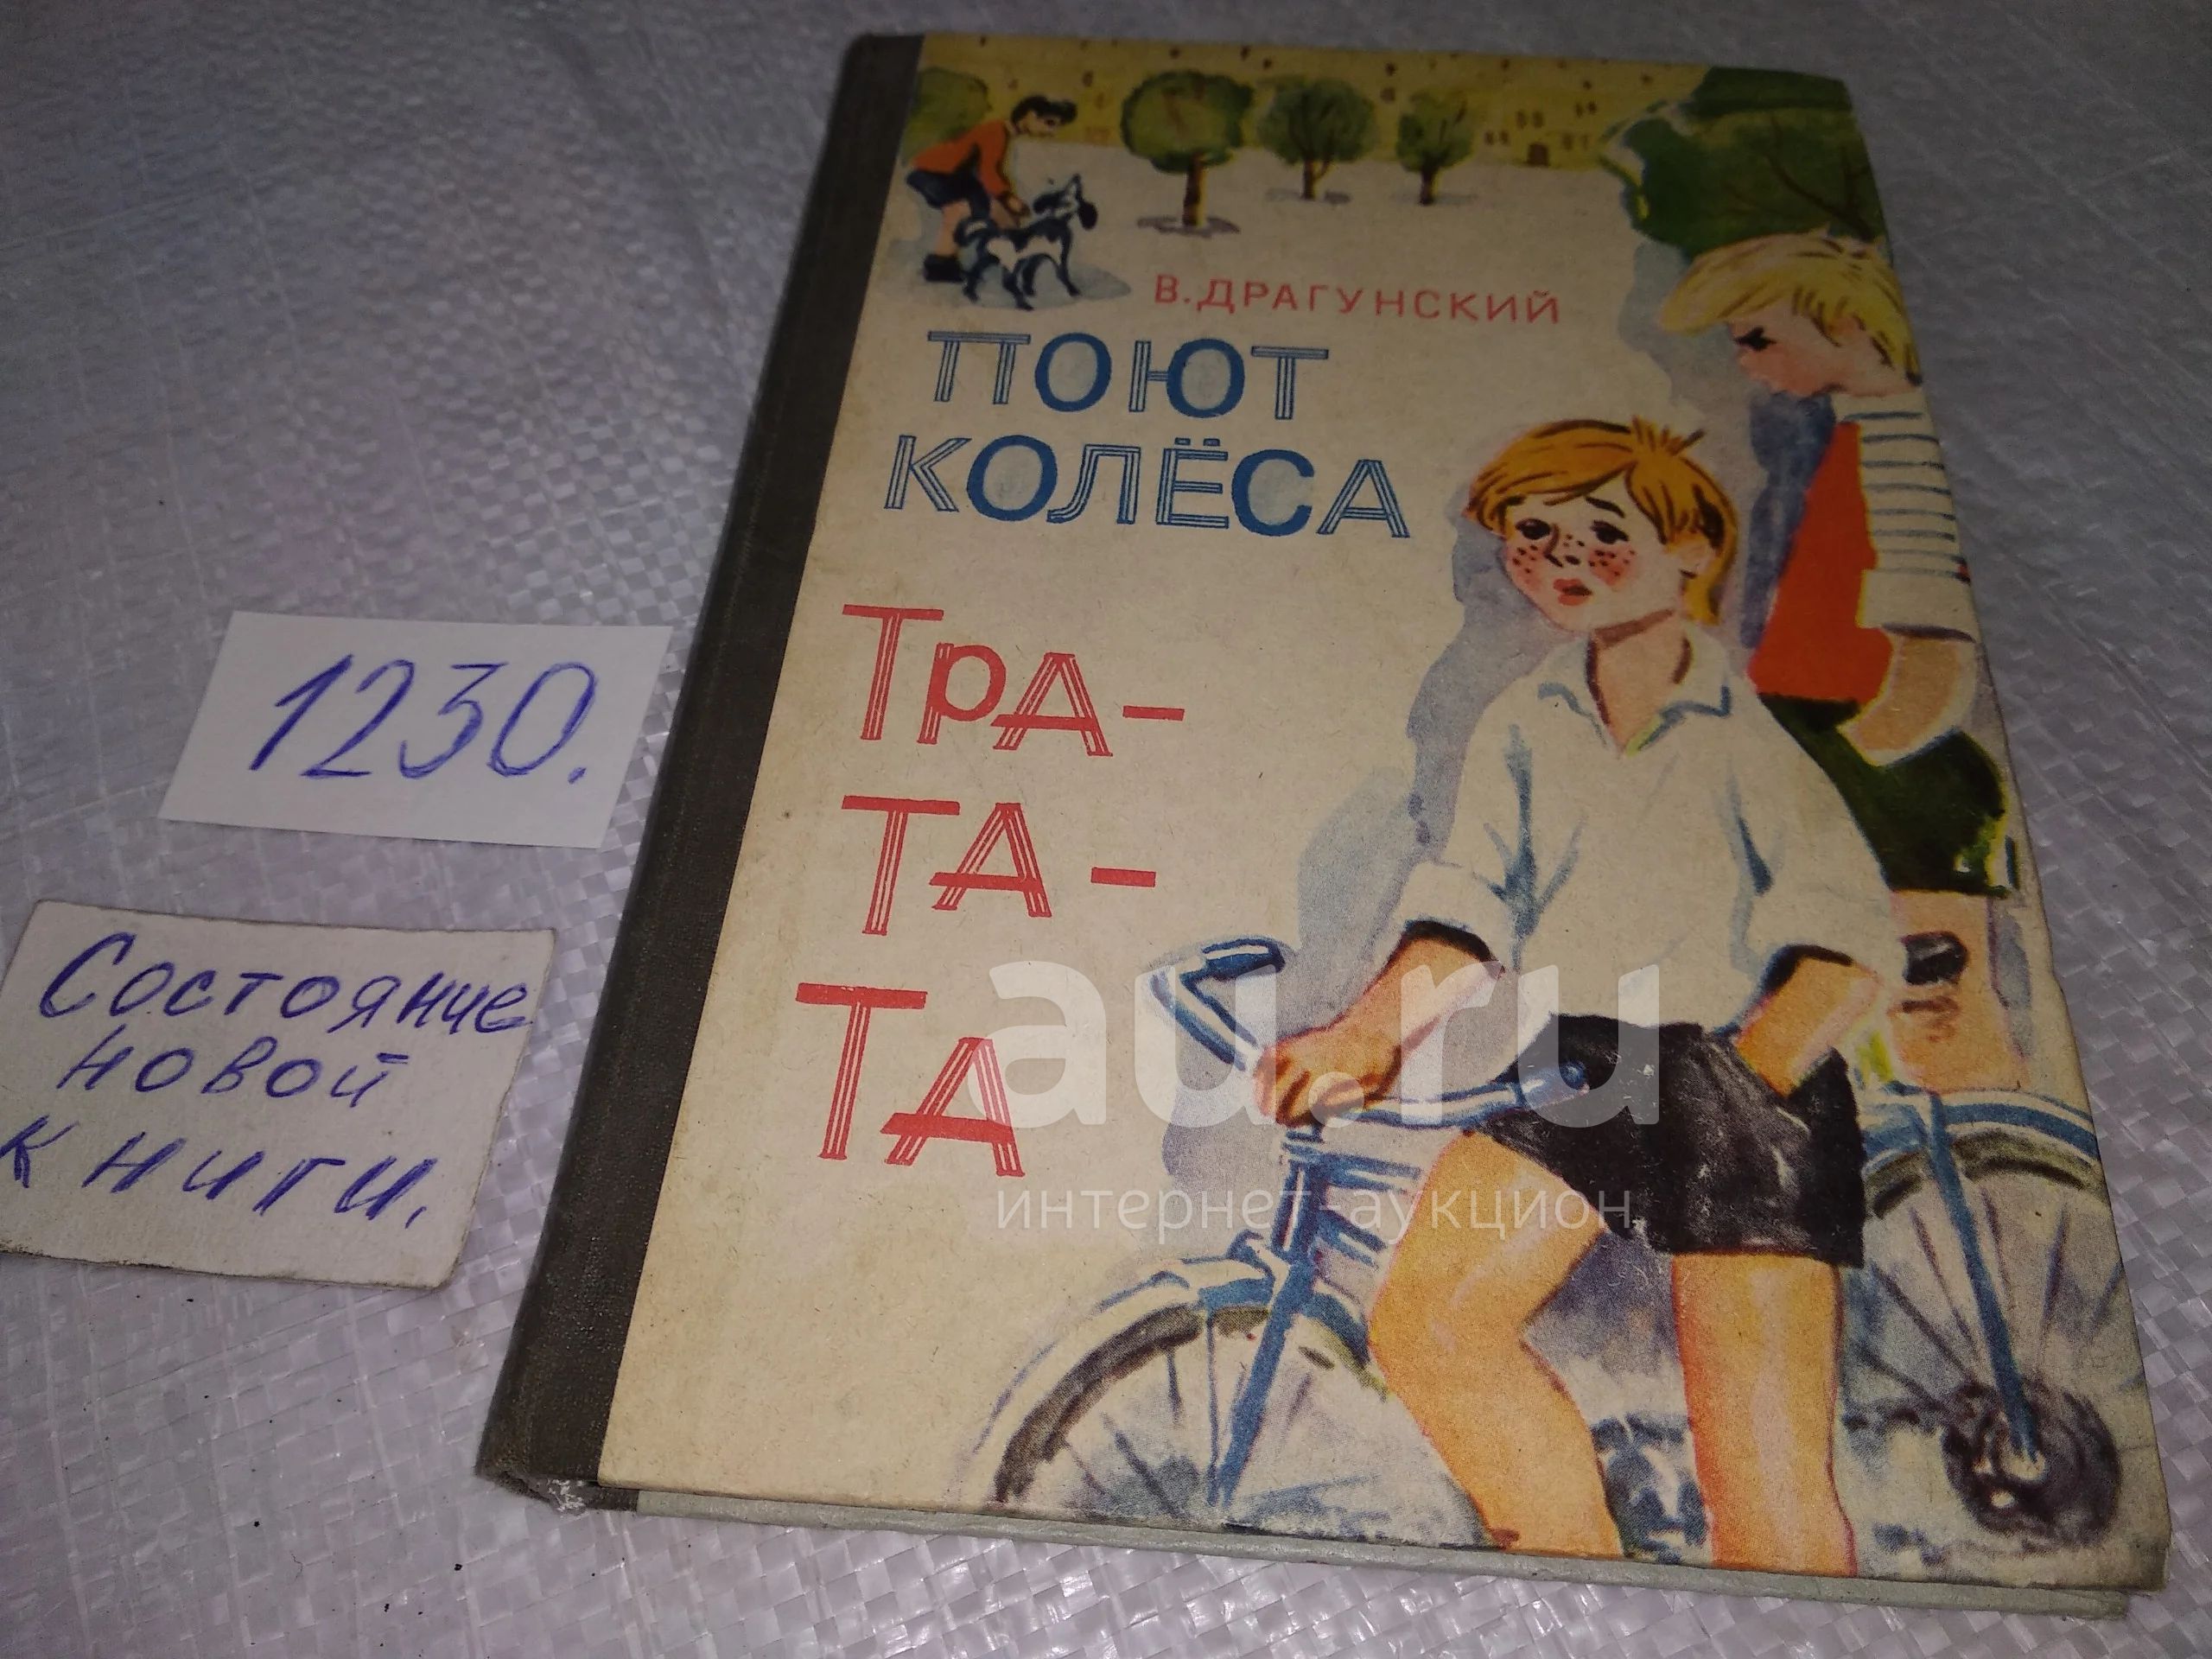 В.ДРАГУНСКИЙ
ПОЮТ
КОЛЁСА
ТРА-
ТА-
ТА
1230.
Состояние
новой
книги.
au.ru
интернет аукцион